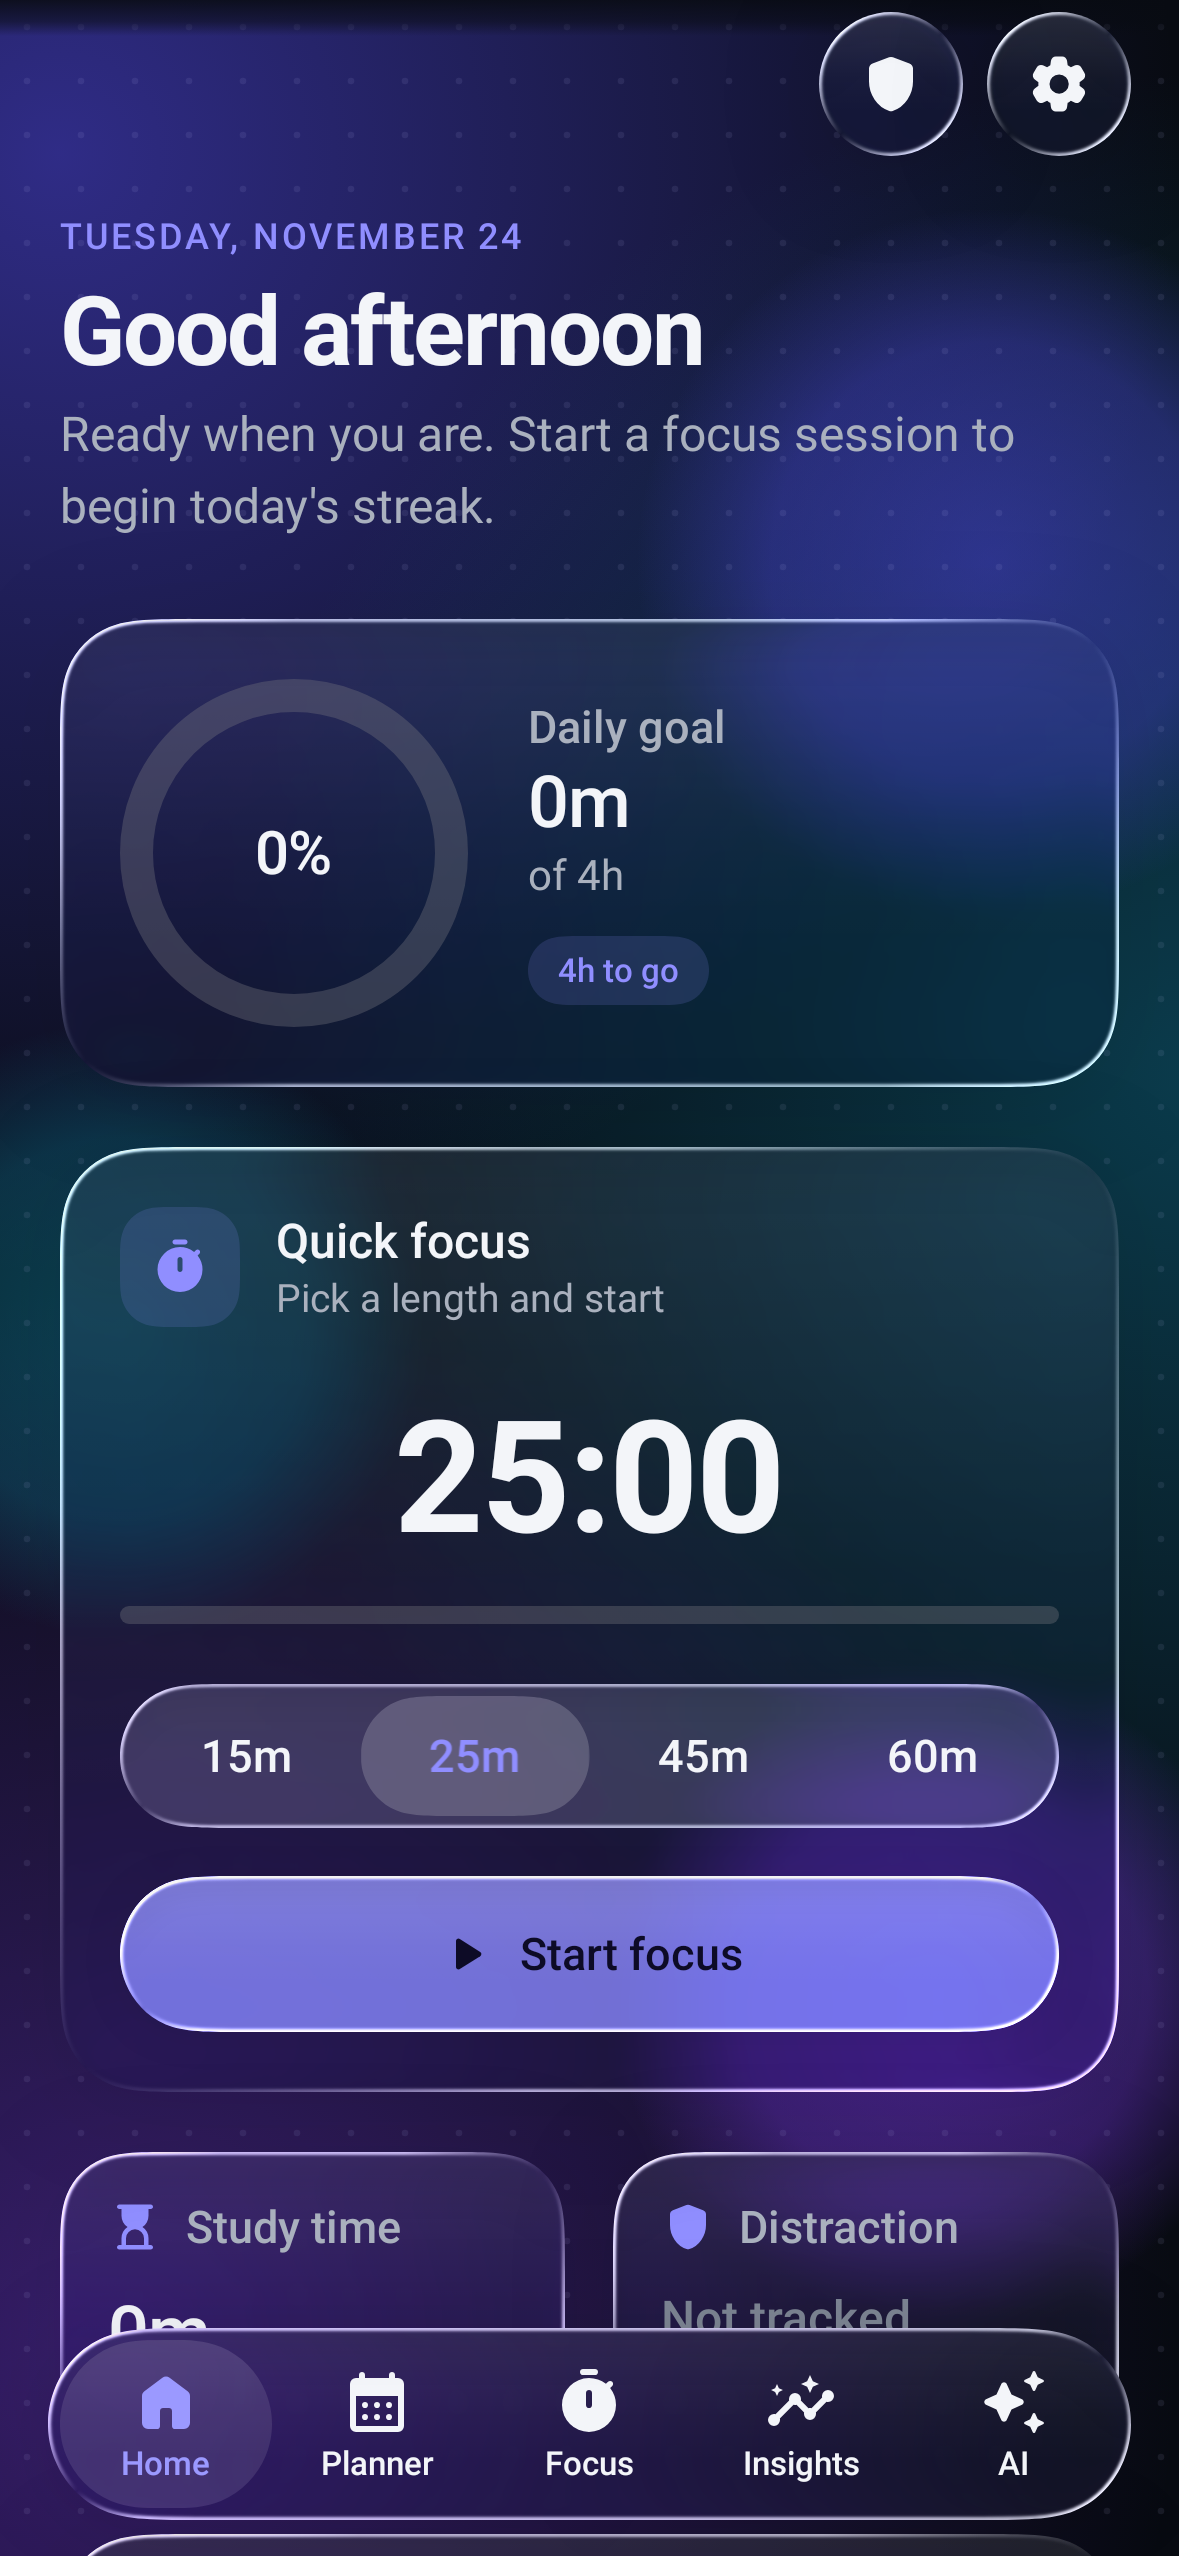 TUESDAY, NOVEMBER 24
Good afternoon
Ready when you are. Start a focus session to
begin today's streak.
0%
Daily goal
0m
of 4h
4h to go
Quick focus
Pick a length and start
25:00
15m 25m 45m 60m
Start focus
Study time
0m
Distraction
Not tracked
Home Planner Focus Insights AI